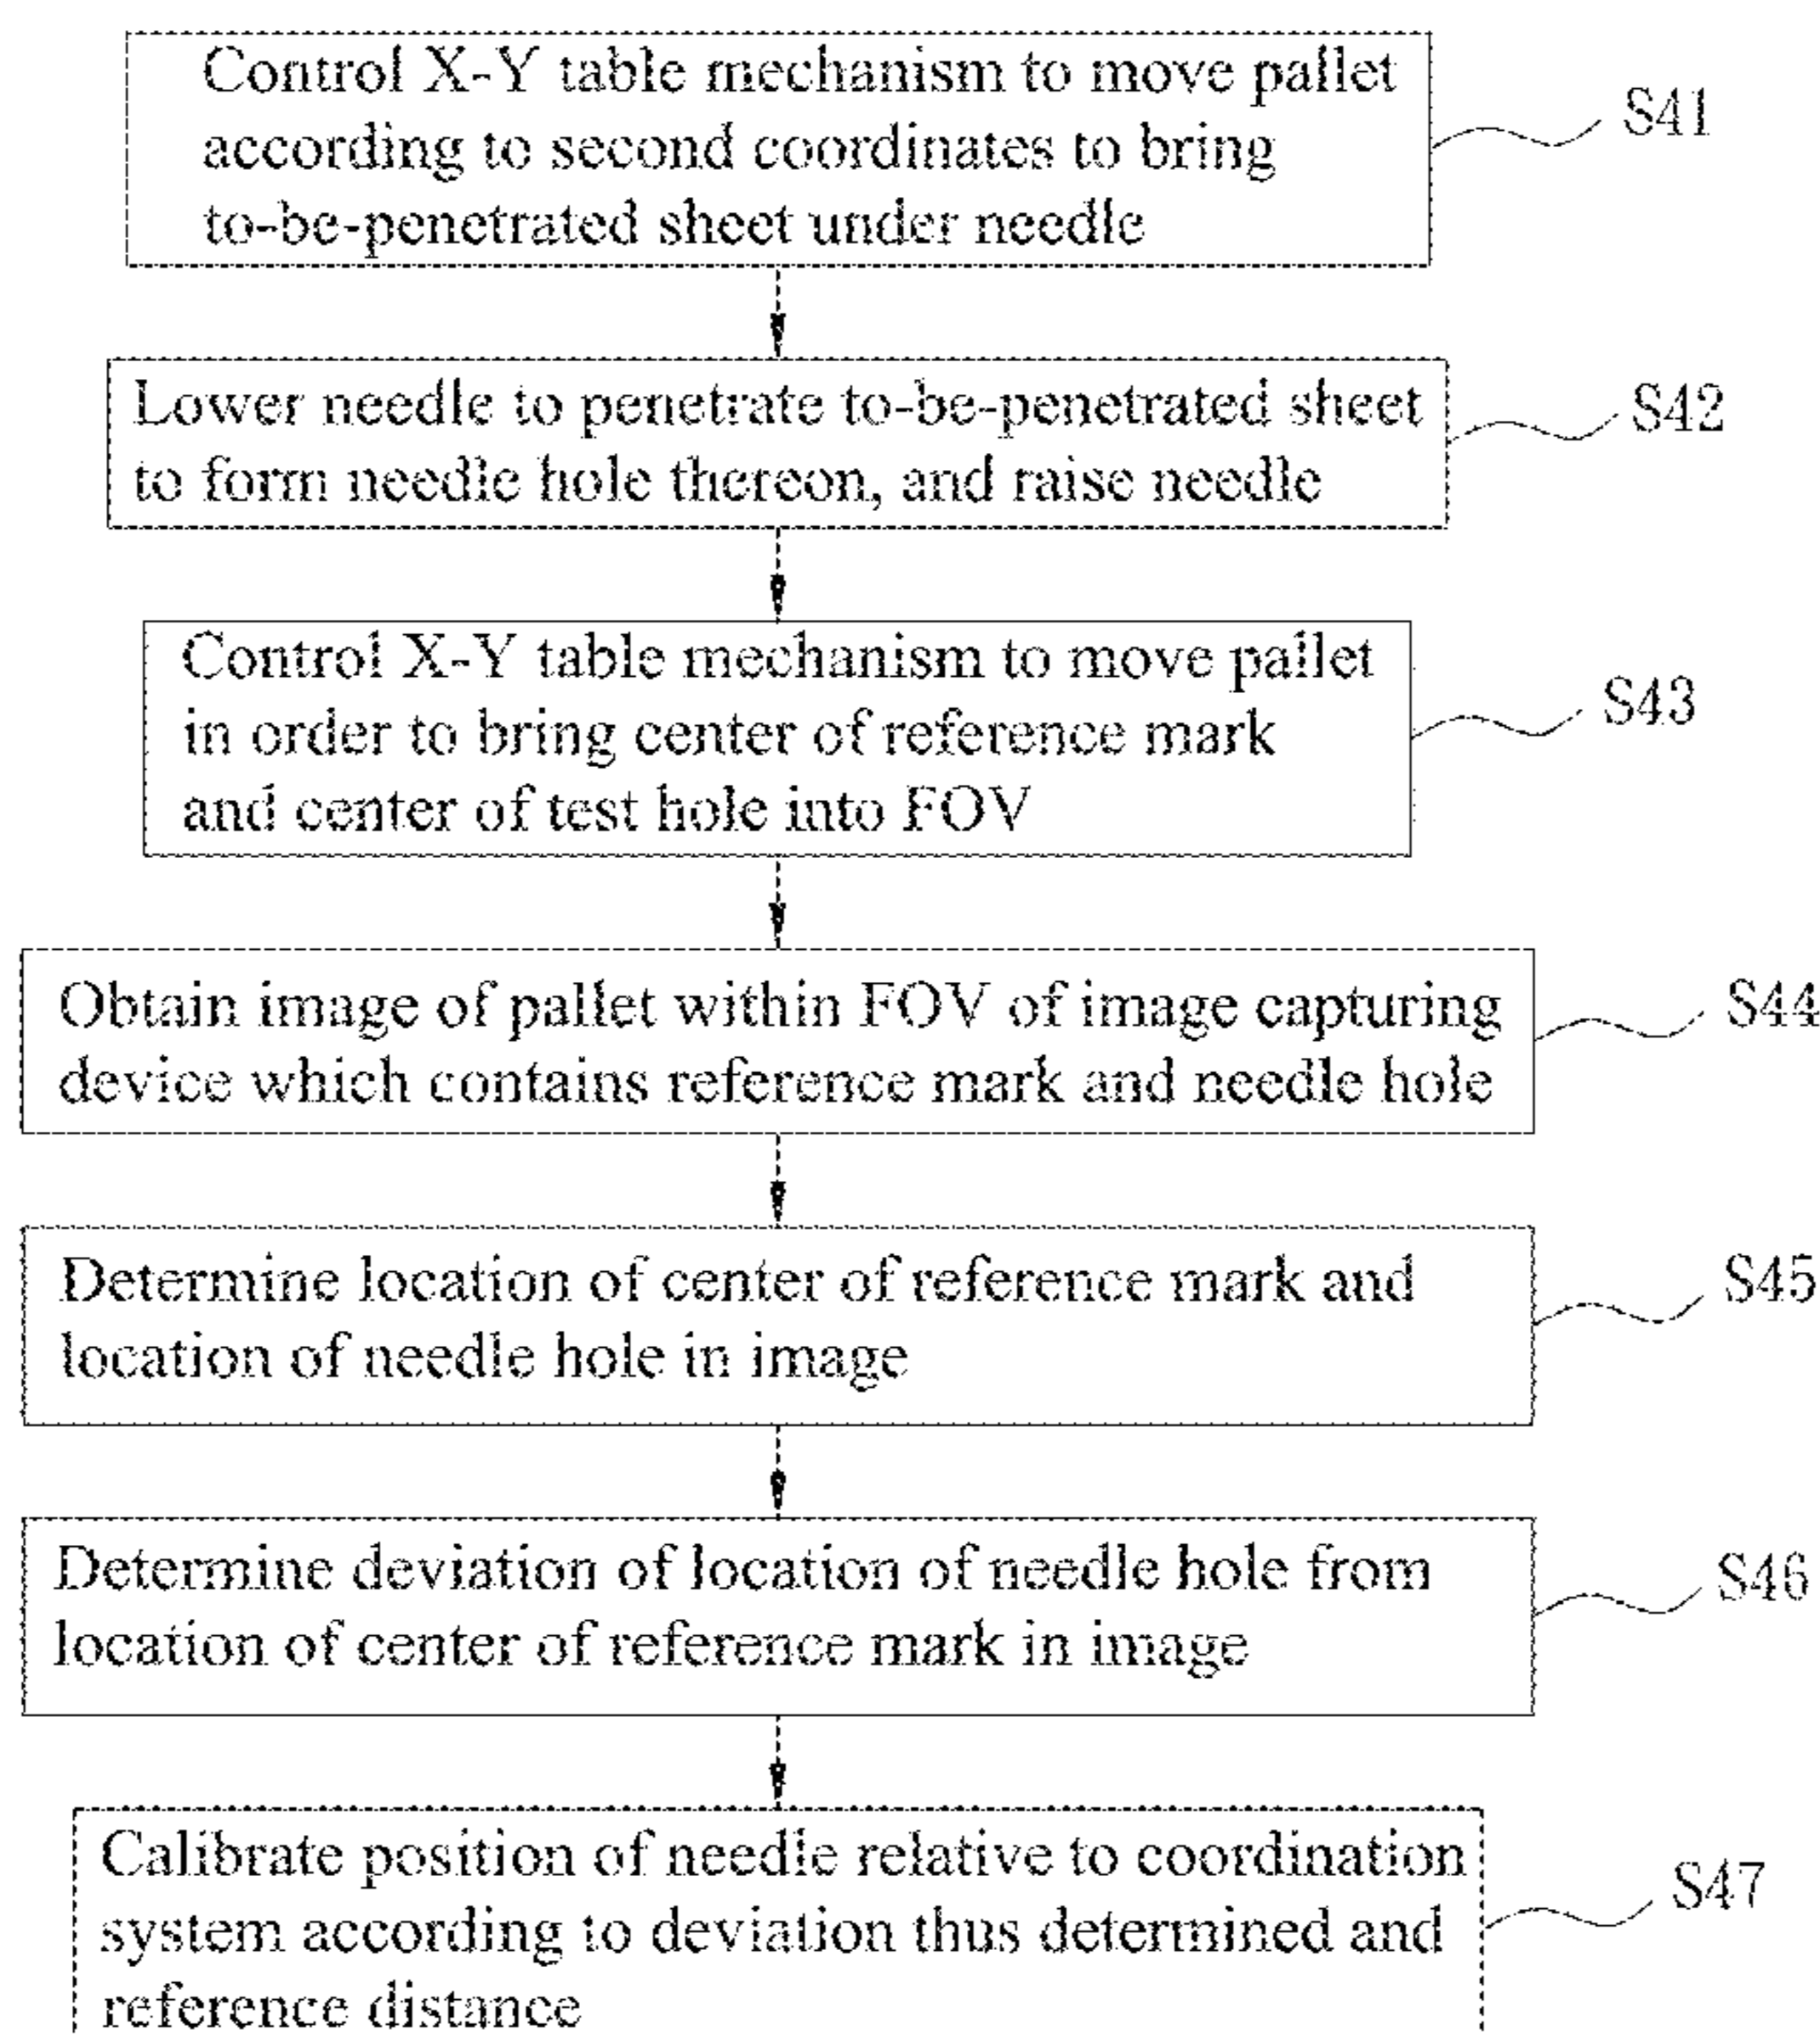 Control X-Y table mechanism to move pallet
according to second coordinates to bring
to-be-penetrated sheet under needle
S41
Lower needle to penetrate to-be-penetrated sheet
to form needle hole thereon, and raise needle
S42
Control X-Y table mechanism to move pallet
in order to bring center of reference mark
and center of test hole into FOV
S43
Obtain image of pallet within FOV of image capturing
device which contains reference mark and needle hole
S44
Determine location of center of reference mark and
location of needle hole in image
S45
Determine deviation of location of needle hole from
location of center of reference mark in image
S46
Calibrate position of needle relative to coordination
system according to deviation thus determined and
reference distance
S47